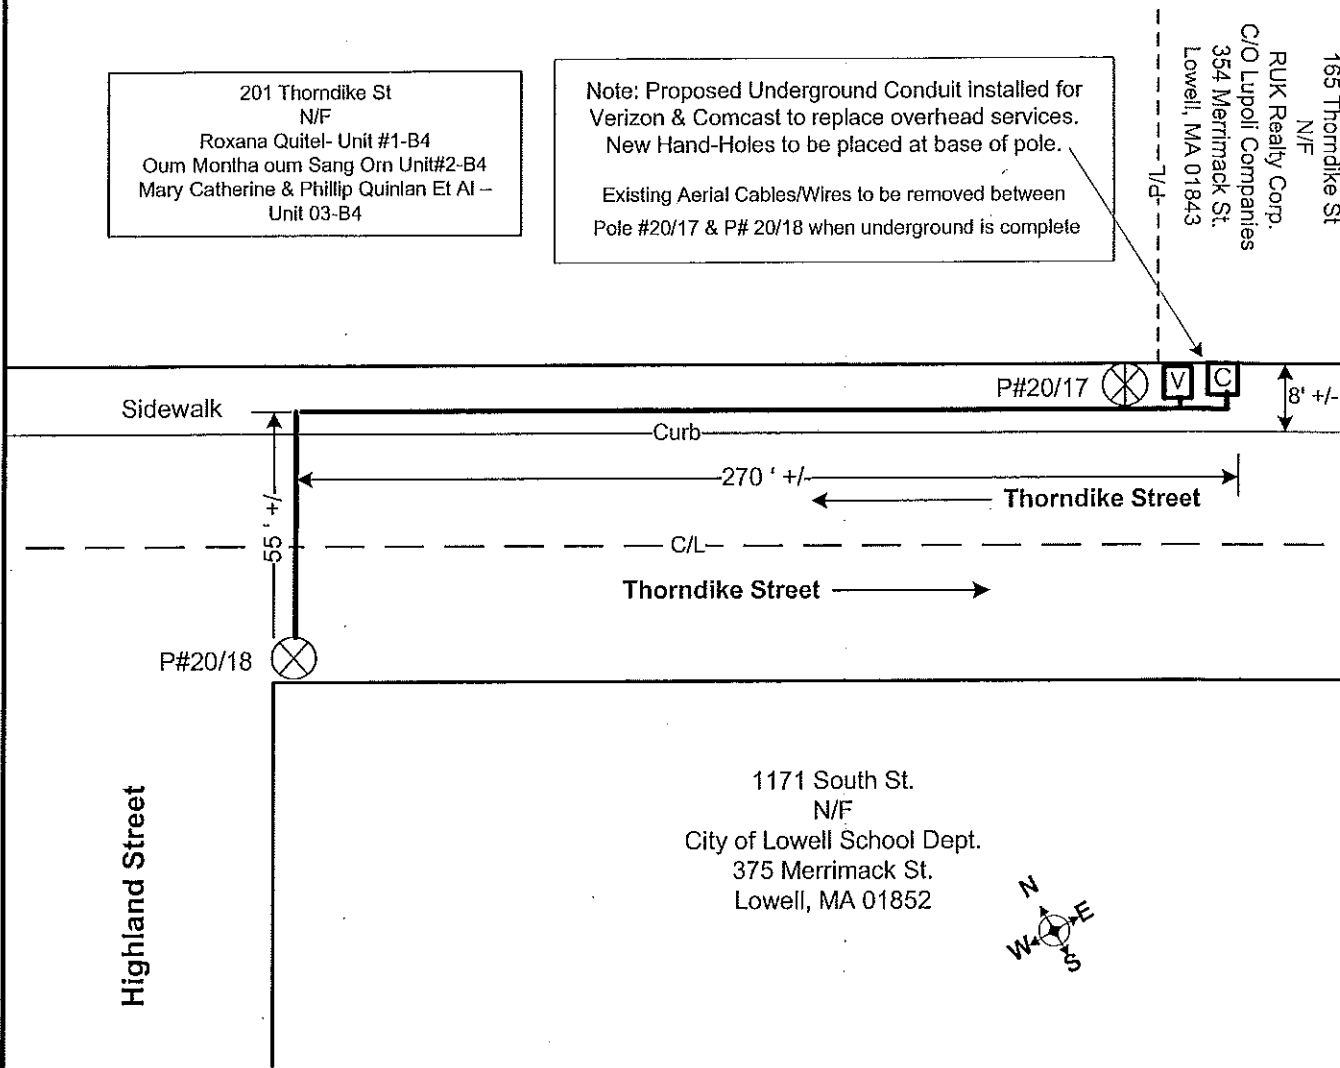 201 Thorndike St
N/F
Roxana Quitel- Unit #1-B4
Oum Montha oum Sang Orn Unit#2-B4
Mary Catherine & Phillip Quinlan Et Al –
Unit 03-B4
Note: Proposed Underground Conduit installed for
Verizon & Comcast to replace overhead services.
New Hand-Holes to be placed at base of pole.
Existing Aerial Cables/Wires to be removed between
Pole #20/17 & P# 20/18 when underground is complete
P/L
165 Thorndike St
N/F
RUK Realty Corp.
C/O Lupoli Companies
354 Merrimack St.
Lowell, MA 01843
P#20/17
V
C
8' +/-
Sidewalk
Curb
270 ' +/-
Thorndike Street
55 ' +/-
C/L
Thorndike Street
P#20/18
Highland Street
1171 South St.
N/F
City of Lowell School Dept.
375 Merrimack St.
Lowell, MA 01852
N
E
W
S